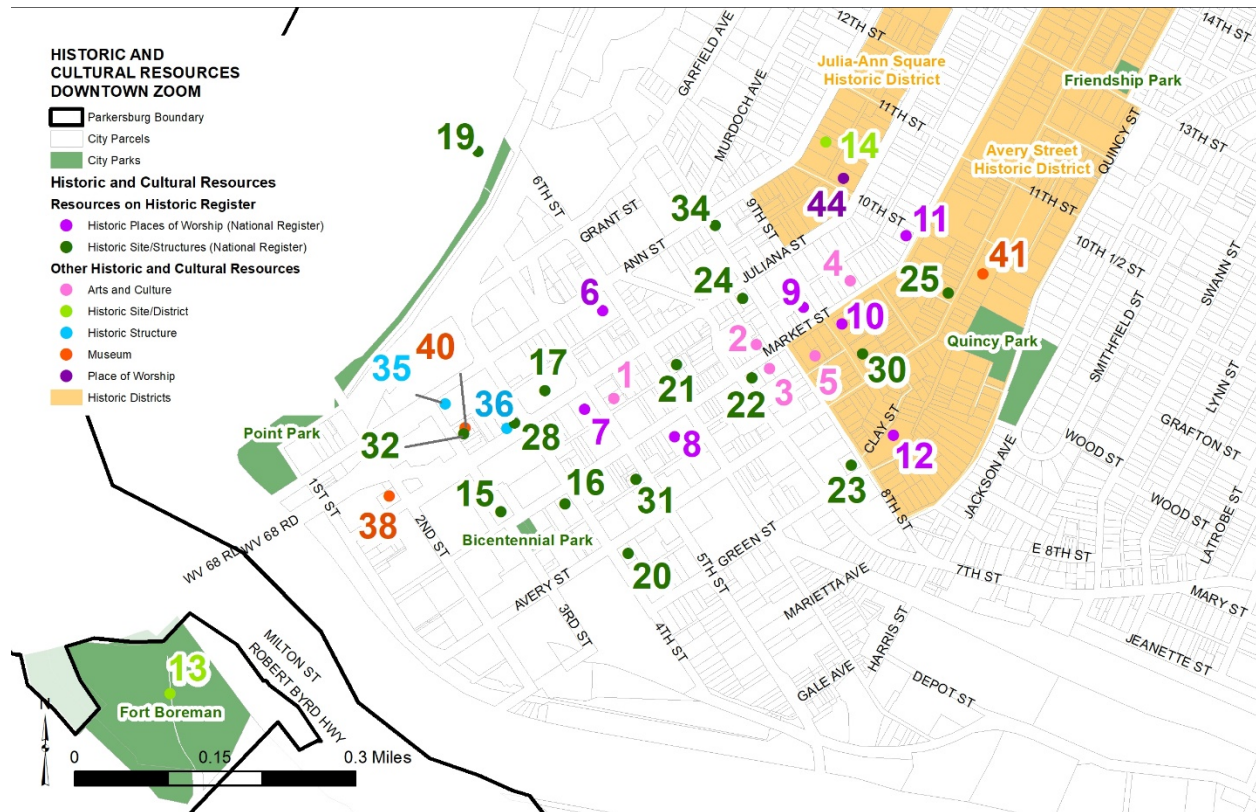 HISTORIC AND
CULTURAL RESOURCES
DOWNTOWN ZOOM
Parkersburg Boundary
City Parcels
City Parks
Historic and Cultural Resources
Resources on Historic Register
Historic Places of Worship (National Register)
Historic Site/Structures (National Register)
Other Historic and Cultural Resources
Arts and Culture
Historic Site/District
Historic Structure
Museum
Place of Worship
Historic Districts
12TH ST
14TH ST
GARFIELD AVE
Julia-Ann Square
Historic District
Friendship Park
MURDOCH AVE
11TH ST
QUINCY ST
13TH ST
19
14
Avery Street
Historic District
6TH ST
44
11TH ST
GRANT ST
34
9TH ST
10TH ST
11
10TH 1/2 ST
SWANN ST
ANN ST
JULIANA ST
4
41
25
24
6
9
MARKET ST
10
SMITHFIELD ST
2
Quincy Park
40
17
35
1
21
5
30
36
3
22
LYNN ST
28
7
CLAY ST
GRAFTON ST
Point Park
32
8
12
WOOD ST
JACKSON AVE
1ST ST
15
16
31
23
8TH ST
WOOD ST
LATROBE ST
38
2ND ST
Bicentennial Park
WV 68 RD
WV 68 RD
20
5TH ST
GREEN ST
E 8TH ST
7TH ST
AVERY ST
MARIETTA AVE
MARY ST
3RD ST
4TH ST
HARRIS ST
JEANETTE ST
MILTON ST
ROBERT BYRD HWY
13
GALE AVE
DEPOT ST
Fort Boreman
N
S
0
0.15
0.3 Miles